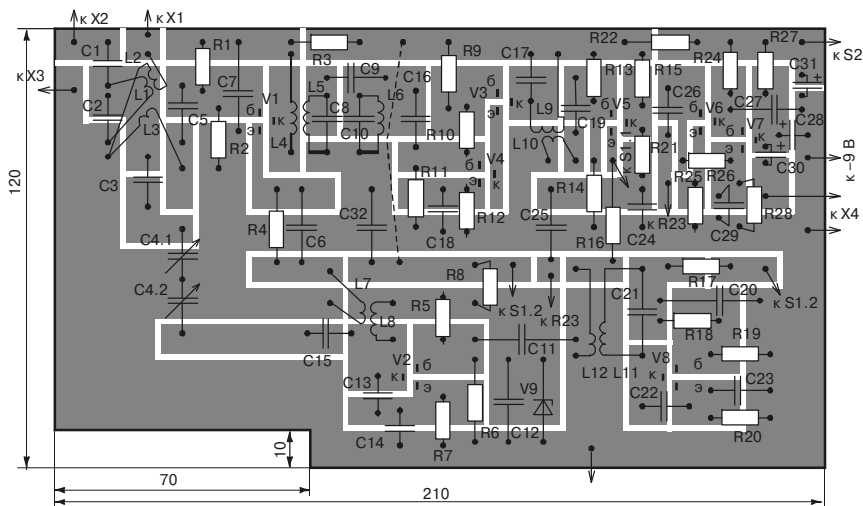 к X2
к X1
R22
R27
C1
L2
R1
R3
R9
C17
R24
к S2
C31
+
R13
R15
к X3
C7
L5
C9
C16
L6
V3
б
э
к
C26
C27
L1
C2
C5
б
V1
к
э
C8
C10
L9
б
V5
к
э
б
V6
э
к
V7
+
C28
L3
R2
L4
R10
L10
C19
к S1.1
R21
б
э
V4
к
R11
R26
+
C30
к –9 В
C3
R14
R25
120
R12
C32
C18
C25
R16
C24
к R23
C29
R28
к X4
C4.1
R4
C6
C4.2
L7
R8
R17
C20
R5
L8
к S1.2
к R23
C21
к S1.2
R18
C15
C11
R19
V2
б
к
э
V9
L12
L11
V8
б
к
э
C13
C22
C23
C14
R7
R6
C12
R20
10
70
210